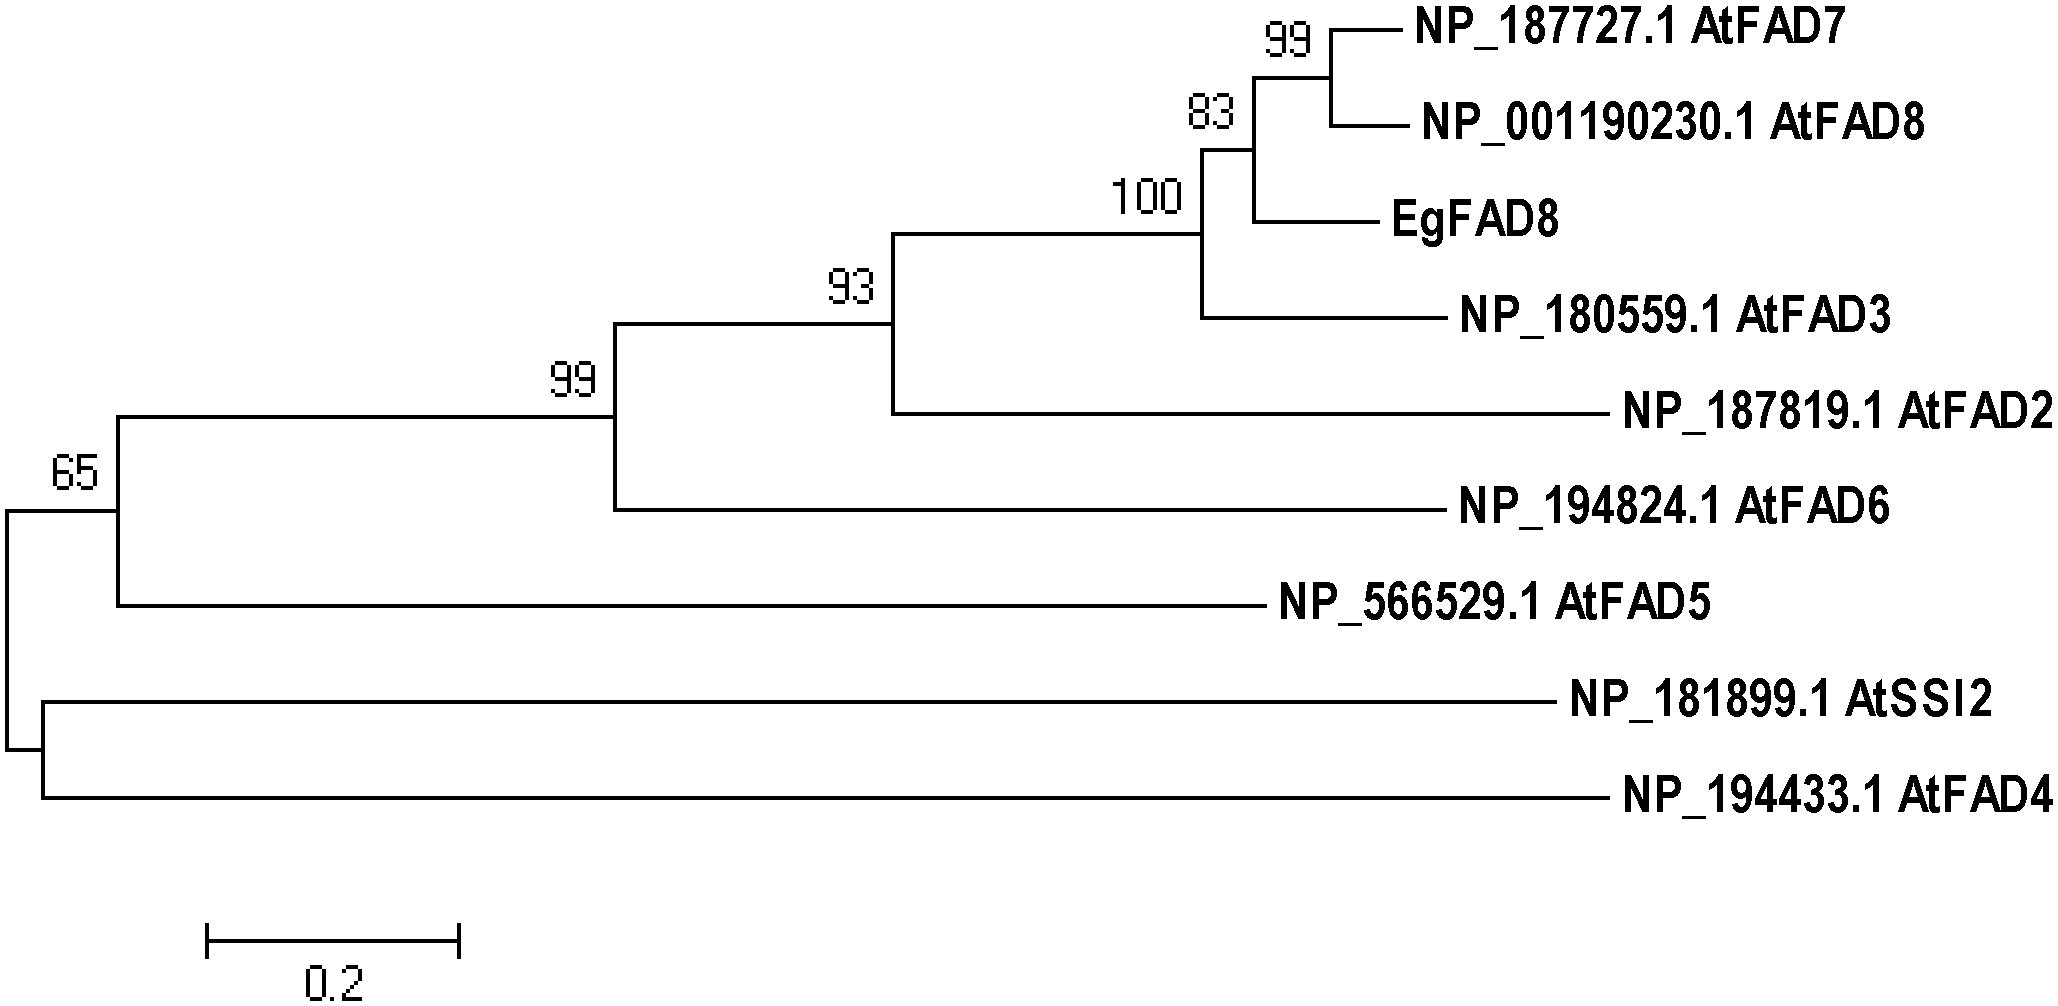 99
NP_187727.1 AtFAD7
83
NP_001190230.1 AtFAD8
100
EgFAD8
93
NP_180559.1 AtFAD3
99
NP_187819.1 AtFAD2
65
NP_194824.1 AtFAD6
NP_566529.1 AtFAD5
NP_181899.1 AtSSI2
NP_194433.1 AtFAD4
0.2